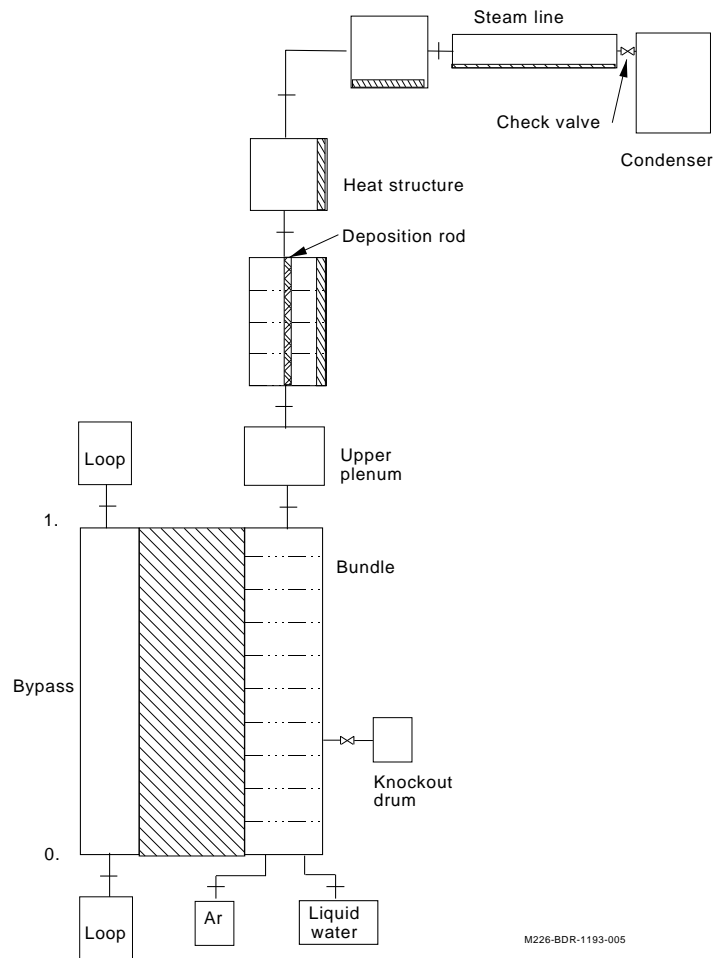 Steam line
Check valve
Condenser
Heat structure
Deposition rod
Loop
Upper
plenum
1.
Bundle
Bypass
Knockout
drum
0.
Ar
Liquid
water
Loop
M226-BDR-1193-005